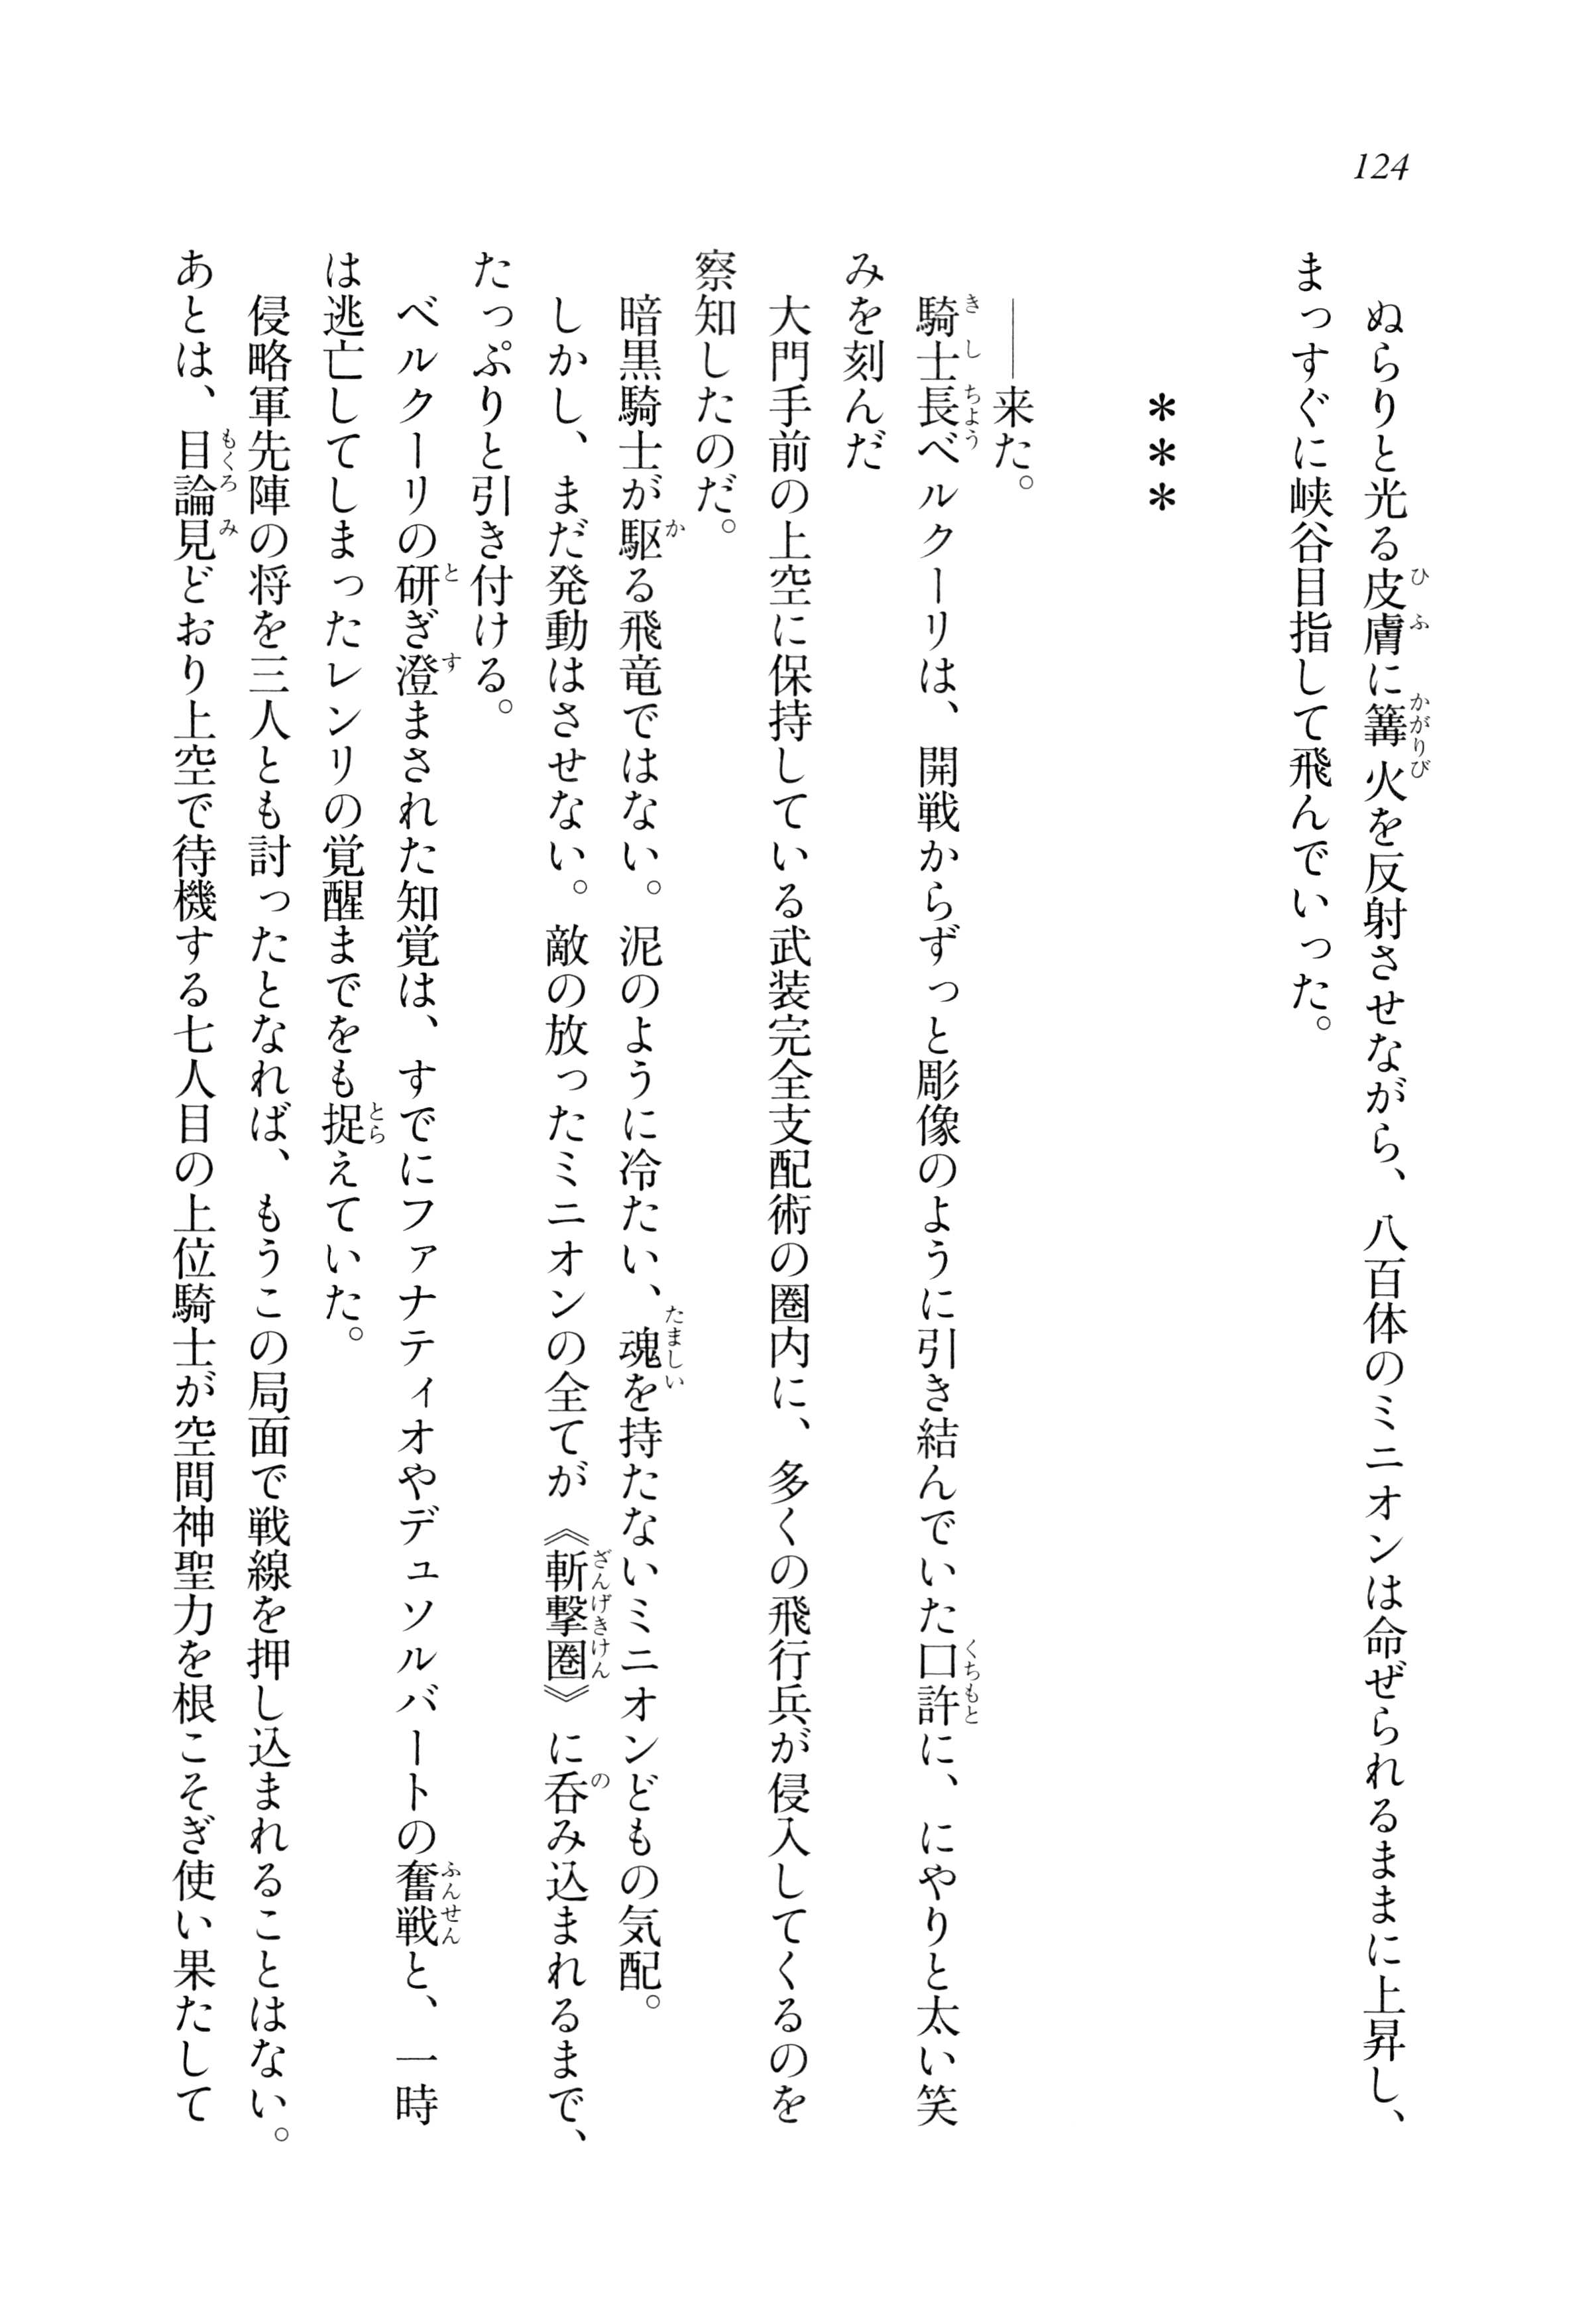 124
ぬらりと光る皮膚に篝火を反射させながら、八百体のミニオンは命ぜられるままに上昇し、
まっすぐに峡谷目指して飛んでいった。
＊＊＊
――来た。
騎士長ベルクーリは、開戦からずっと彫像のように引き結んでいた口許に、にやりと太い笑
みを刻んだ
大門手前の上空に保持している武装完全支配術の圏内に、多くの飛行兵が侵入してくるのを
察知したのだ。
暗黒騎士が駆る飛竜ではない。泥のように冷たい、魂を持たないミニオンどもの気配。
しかし、まだ発動はさせない。敵の放ったミニオンの全てが《斬撃圏》に呑み込まれるまで、
たっぷりと引き付ける。
ベルクーリの研ぎ澄まされた知覚は、すでにファナティオやデュソルバートの奮戦と、一時
は逃亡してしまったレンリの覚醒までをも捉えていた。
侵略軍先陣の将を三人とも討ったとなれば、もうこの局面で戦線を押し込まれることはない。
あとは、目論見どおり上空で待機する七人目の上位騎士が空間神聖力を根こそぎ使い果たして